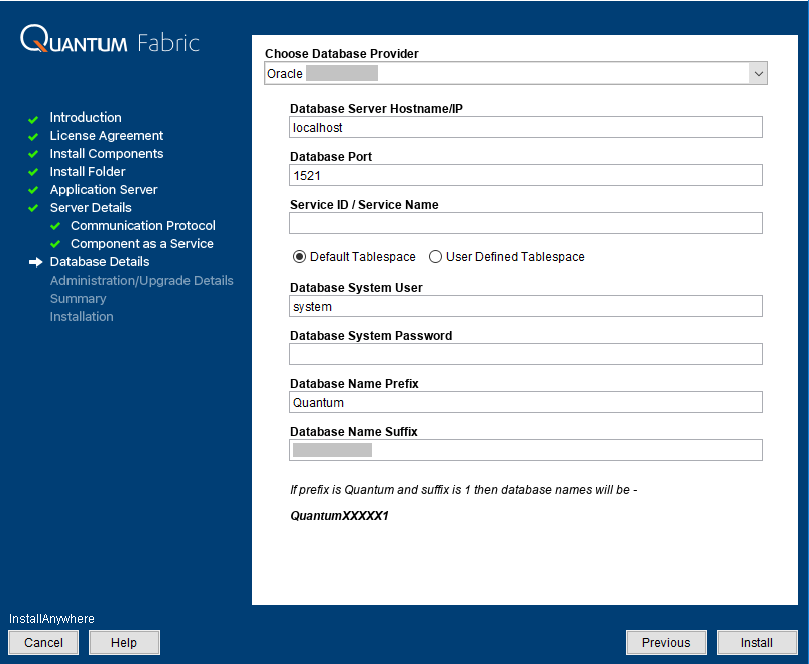 QUANTUM Fabric
Introduction
License Agreement
Install Components
Install Folder
Application Server
Server Details
Communication Protocol
Component as a Service
Database Details
Administration/Upgrade Details
Summary
Installation
Choose Database Provider
Oracle
Database Server Hostname/IP
localhost
Database Port
1521
Service ID / Service Name
Default Tablespace User Defined Tablespace
Database System User
system
Database System Password
Database Name Prefix
Quantum
Database Name Suffix
If prefix is Quantum and suffix is 1 then database names will be -
QuantumXXXXX1
InstallAnywhere
Cancel Help Previous Install